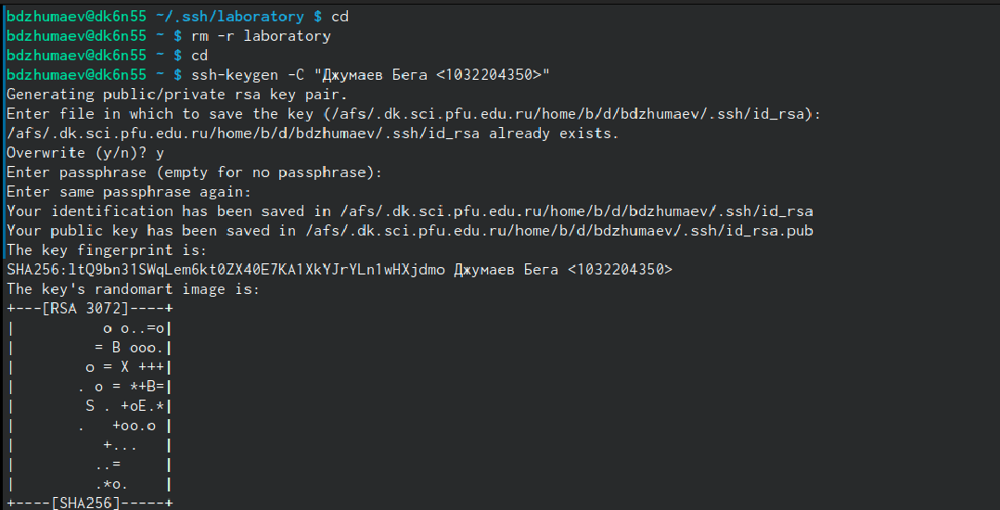 bdzhumaev@dk6n55 ~/.ssh/laboratory $ cd
bdzhumaev@dk6n55 ~ $ rm -r laboratory
bdzhumaev@dk6n55 ~ $ cd
bdzhumaev@dk6n55 ~ $ ssh-keygen -C "Джумаев Бега <1032204350>"
Generating public/private rsa key pair.
Enter file in which to save the key (/afs/.dk.sci.pfu.edu.ru/home/b/d/bdzhumaev/.ssh/id_rsa):
/afs/.dk.sci.pfu.edu.ru/home/b/d/bdzhumaev/.ssh/id_rsa already exists.
Overwrite (y/n)? y
Enter passphrase (empty for no passphrase):
Enter same passphrase again:
Your identification has been saved in /afs/.dk.sci.pfu.edu.ru/home/b/d/bdzhumaev/.ssh/id_rsa
Your public key has been saved in /afs/.dk.sci.pfu.edu.ru/home/b/d/bdzhumaev/.ssh/id_rsa.pub
The key fingerprint is:
SHA256:ltQ9bn31SWqLem6kt0ZX40E7KA1XkYJrYLn1wHXjdmo Джумаев Бега <1032204350>
The key's randomart image is:
+---[RSA 3072]----+
|          o o..=o|
|         = B ooo.|
|        o = X +++|
|       . o = *+B=|
|        S . +oE.*|
|       .   +oo.o |
|          +...   |
|         ..=     |
|         .*o.    |
+----[SHA256]-----+